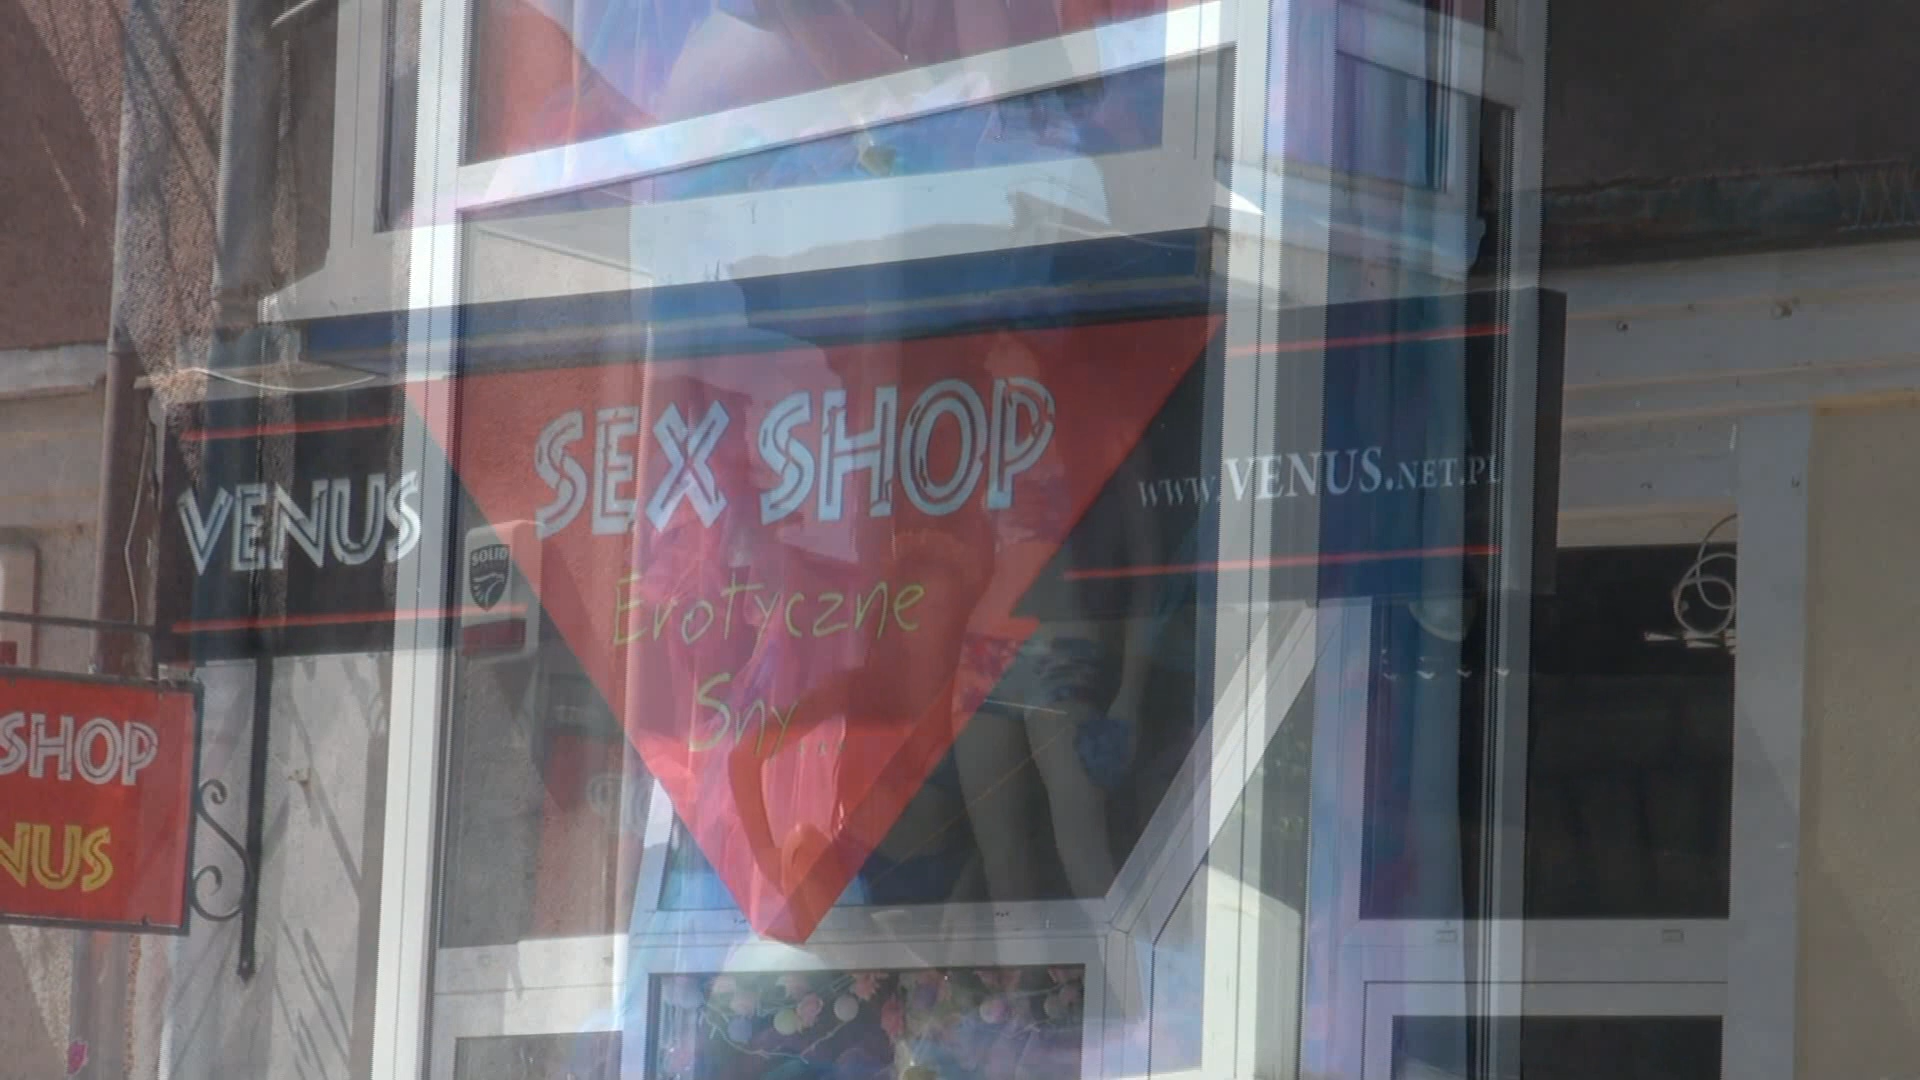 VENUS
SEX SHOP
www.VENUS.NET.PL
SOLID
Erotyczne
Sny...
SHOP
NUS